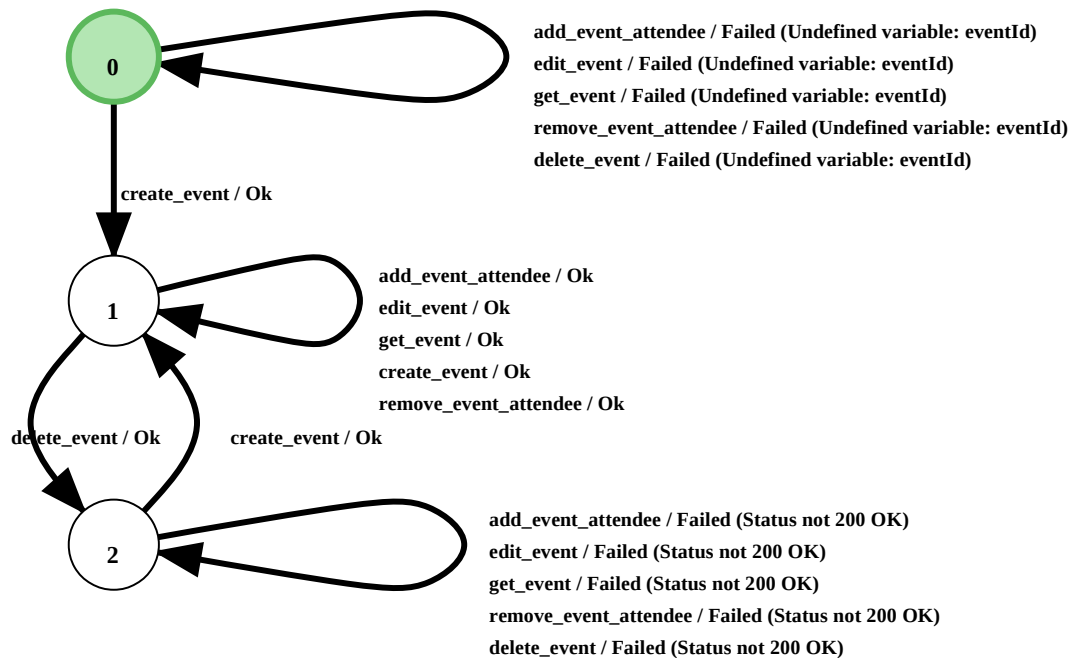 0
add_event_attendee / Failed (Undefined variable: eventId)
edit_event / Failed (Undefined variable: eventId)
get_event / Failed (Undefined variable: eventId)
remove_event_attendee / Failed (Undefined variable: eventId)
delete_event / Failed (Undefined variable: eventId)
create_event / Ok
1
add_event_attendee / Ok
edit_event / Ok
get_event / Ok
create_event / Ok
remove_event_attendee / Ok
delete_event / Ok
create_event / Ok
2
add_event_attendee / Failed (Status not 200 OK)
edit_event / Failed (Status not 200 OK)
get_event / Failed (Status not 200 OK)
remove_event_attendee / Failed (Status not 200 OK)
delete_event / Failed (Status not 200 OK)